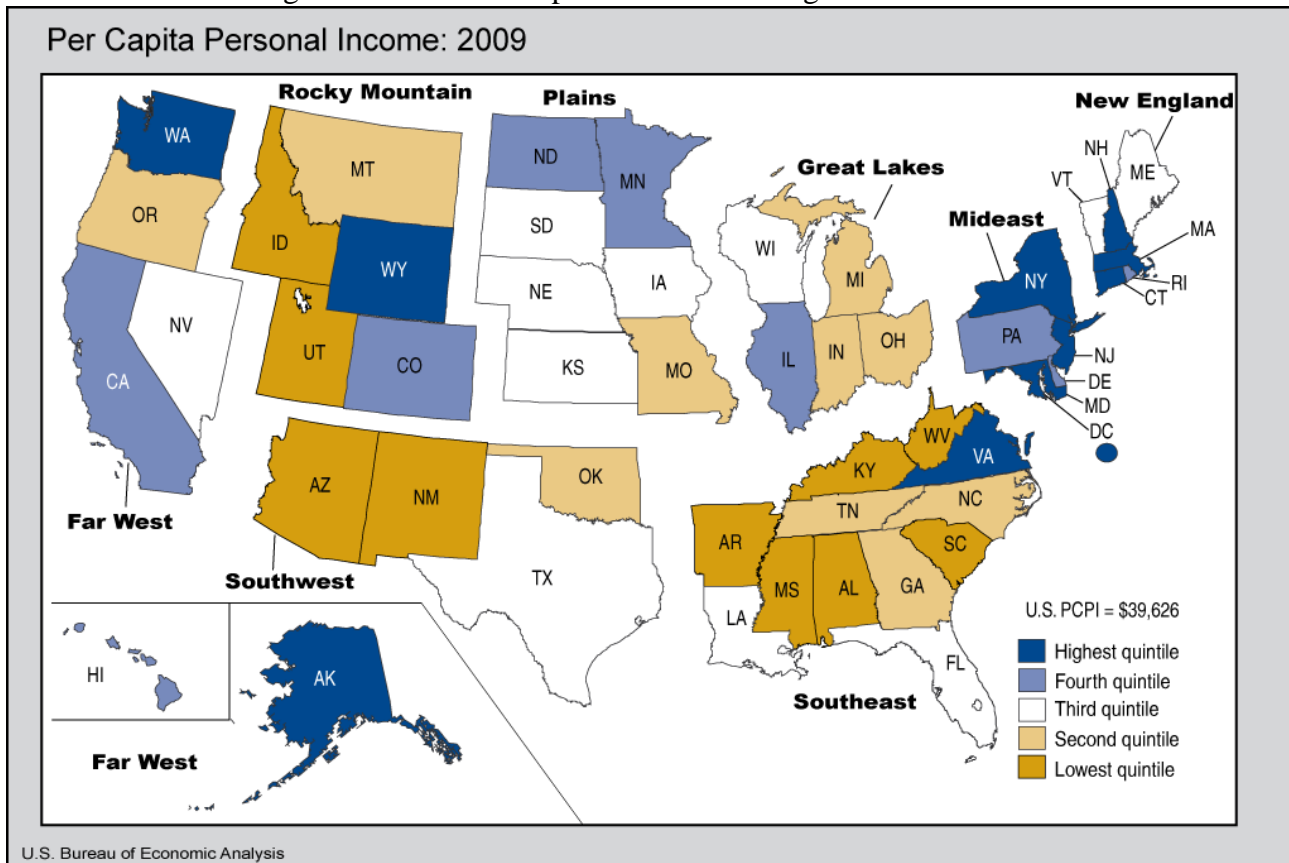 Per Capita Personal Income: 2009
Rocky Mountain
Plains
New England
WA
MT
ND
MN
NH
ME
VT
Great Lakes
OR
ID
SD
WI
Mideast
MA
WY
MI
NY
RI
CT
NV
NE
IA
UT
CO
IL
IN
OH
PA
NJ
CA
KS
MO
DE
MD
DC
WV
VA
KY
AZ
NM
OK
NC
TN
Far West
AR
SC
Southwest
TX
MS
AL
GA
LA
U.S. PCPI = $39,626
Highest quintile
HI
AK
FL
Fourth quintile
Southeast
Third quintile
Second quintile
Far West
Lowest quintile
U.S. Bureau of Economic Analysis